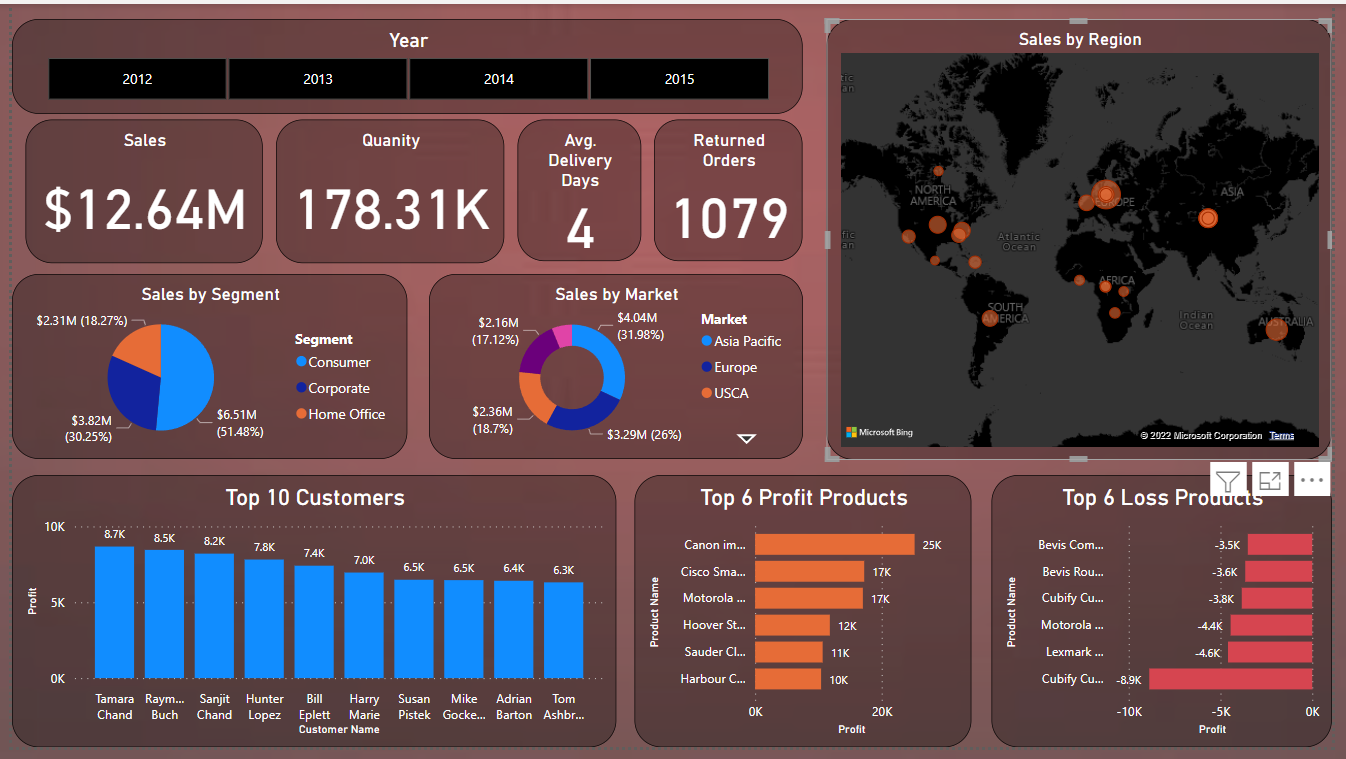 Year
2012
2013
2014
2015
Sales
$12.64M
Quanity
178.31K
Avg.
Delivery
Days
4
Returned
Orders
1079
Sales by Region
tic
an
NORTH
AMERICA
EUROPE
ASIA
fic
an
Atlantic
Ocean
AFRICA
SOUTH
AMERICA
Indian
Ocean
AUSTRALIA
Microsoft Bing
© 2022 Microsoft Corporation Terms
Sales by Segment
$2.31M (18.27%)
$3.82M
(30.25%)
$6.51M
(51.48%)
Segment
Consumer
Corporate
Home Office
Sales by Market
$2.16M
(17.12%)
$4.04M
(31.98%)
$2.36M
(18.7%)
$3.29M (26%)
Market
Asia Pacific
Europe
USCA
Top 10 Customers
Profit
10K
5K
0K
8.7K
8.5K
8.2K
7.8K
7.4K
7.0K
6.5K
6.5K
6.4K
6.3K
Tamara
Chand
Raym...
Buch
Sanjit
Chand
Hunter
Lopez
Bill
Eplett
Harry
Marie
Susan
Pistek
Mike
Gocke...
Adrian
Barton
Tom
Ashbr...
Customer Name
Top 6 Profit Products
Product Name
Canon im... 25K
Cisco Sma... 17K
Motorola ... 17K
Hoover St... 12K
Sauder Cl... 11K
Harbour C... 10K
0K 20K
Profit
Top 6 Loss Products
Product Name
Bevis Com... -3.5K
Bevis Rou... -3.6K
Cubify Cu... -3.8K
Motorola ... -4.4K
Lexmark ... -4.6K
Cubify Cu... -8.9K
-10K -5K 0K
Profit